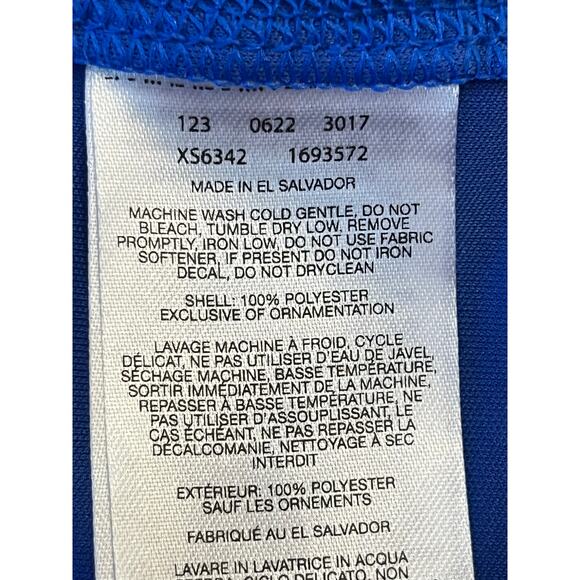 123 0622 3017
XS6342 1693572
MADE IN EL SALVADOR
MACHINE WASH COLD GENTLE, DO NOT
BLEACH, TUMBLE DRY LOW. REMOVE
PROMPTLY, IRON LOW, DO NOT USE FABRIC
SOFTENER, IF PRESENT DO NOT IRON
DECAL, DO NOT DRYCLEAN
SHELL: 100% POLYESTER
EXCLUSIVE OF ORNAMENTATION
LAVAGE MACHINE À FROID, CYCLE
DÉLICAT, NE PAS UTILISER D'EAU DE JAVEL,
SÉCHAGE MACHINE, BASSE TEMPÉRATURE,
SORTIR IMMÉDIATEMENT DE LA MACHINE,
REPASSER À BASSE TEMPÉRATURE, NE
PAS UTILISER D'ASSOUPLISSANT, LE
CAS ÉCHÉANT, NE PAS REPASSER LA
DÉCALCOMANIE, NETTOYAGE À SEC
INTERDIT
EXTÉRIEUR: 100% POLYESTER
SAUF LES ORNEMENTS
FABRIQUÉ AU EL SALVADOR
LAVARE IN LAVATRICE IN ACQUA
CICLO DELICATO, NON